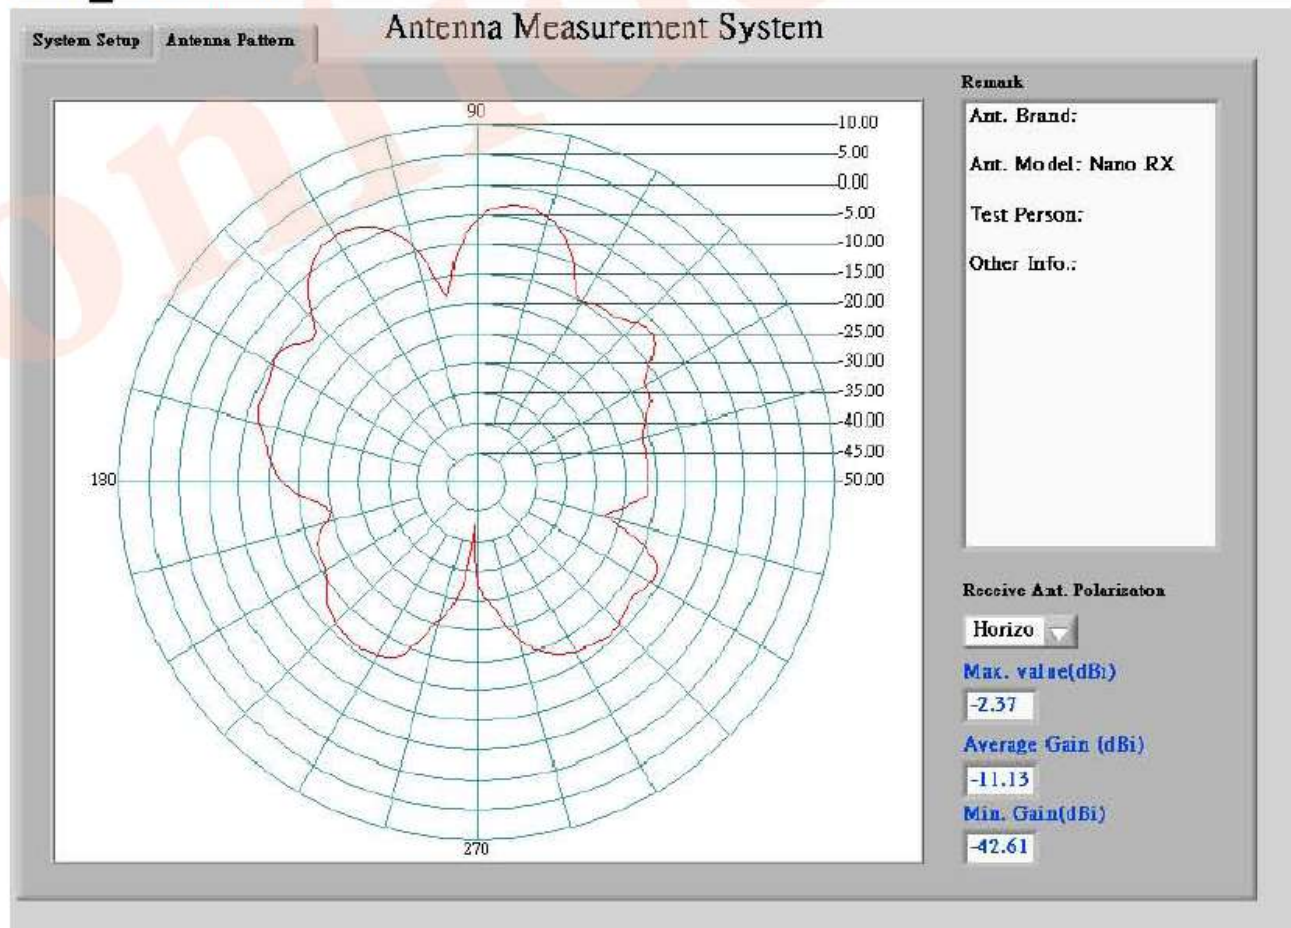 Antenna Measurement System
System Setup
Antenna Pattern
90
10.00
5.00
0.00
-5.00
-10.00
-15.00
-20.00
-25.00
-30.00
-35.00
-40.00
-45.00
-50.00
180
270
Remark
Ant. Brand:
Ant. Model: Nano RX
Test Person:
Other Info.:
Receive Ant. Polarisaton
Horizo
Max. value(dBi)
-2.37
Average Gain (dBi)
-11.13
Min. Gain(dBi)
-42.61